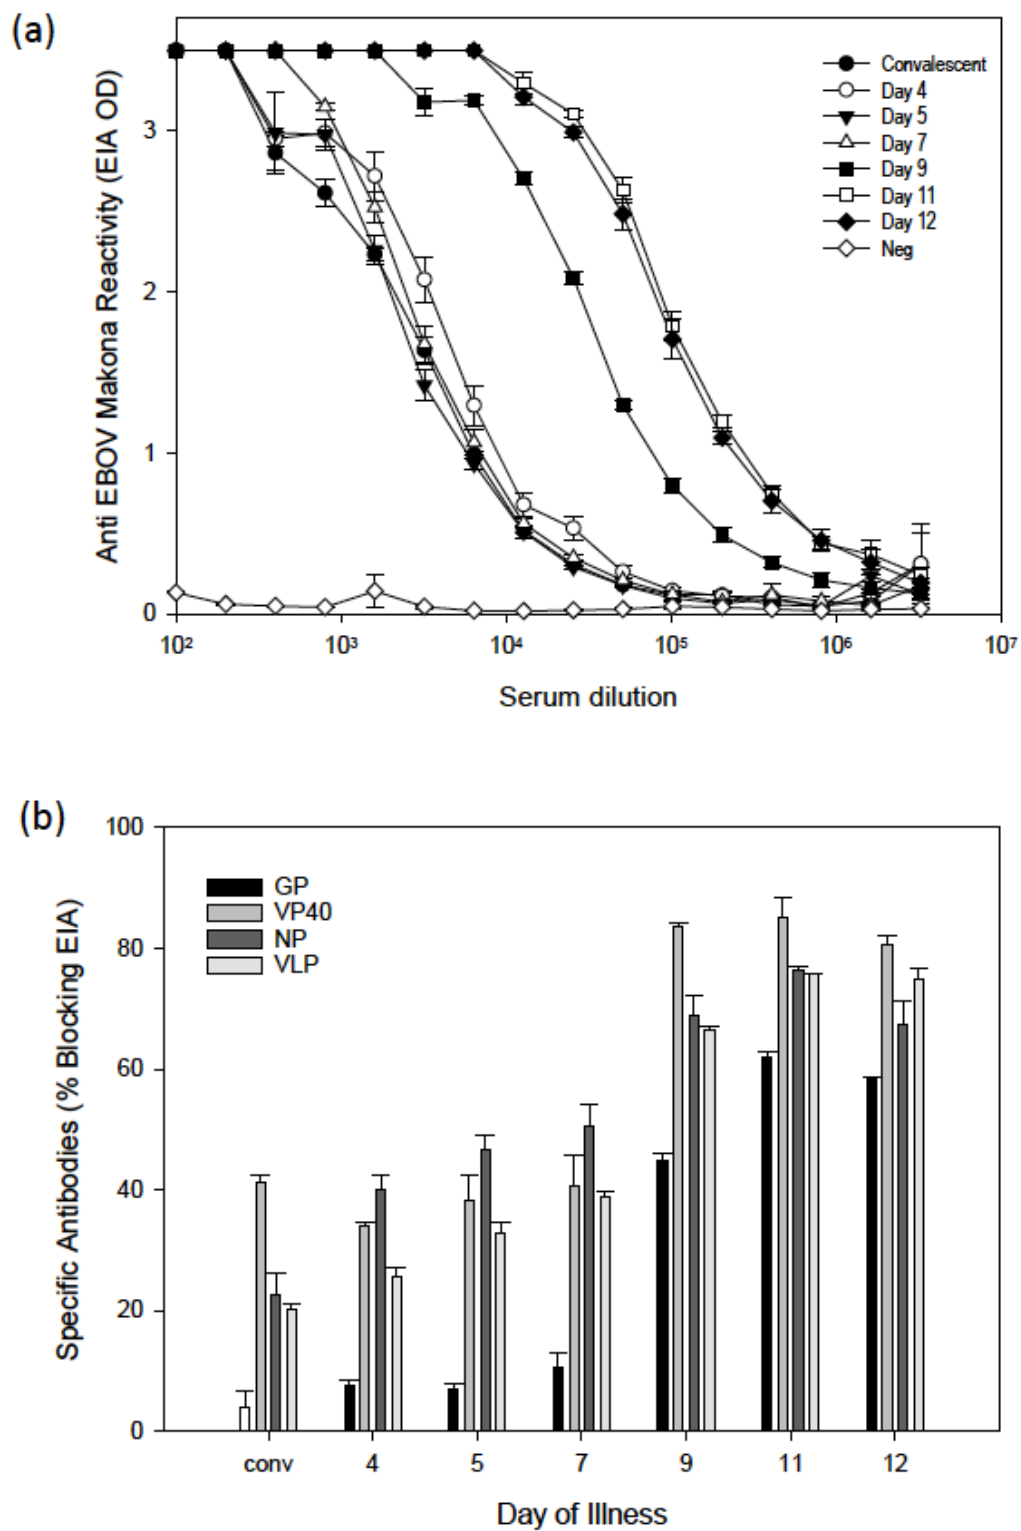 (a)
Anti EBOV Makona Reactivity (EIA OD)
3
2
1
0
10² 10³ 10⁴ 10⁵ 10⁶ 10⁷
Serum dilution
Convalescent
Day 4
Day 5
Day 7
Day 9
Day 11
Day 12
Neg
(b)
Specific Antibodies (% Blocking EIA)
100
80
60
40
20
0
GP
VP40
NP
VLP
conv 4 5 7 9 11 12
Day of Illness